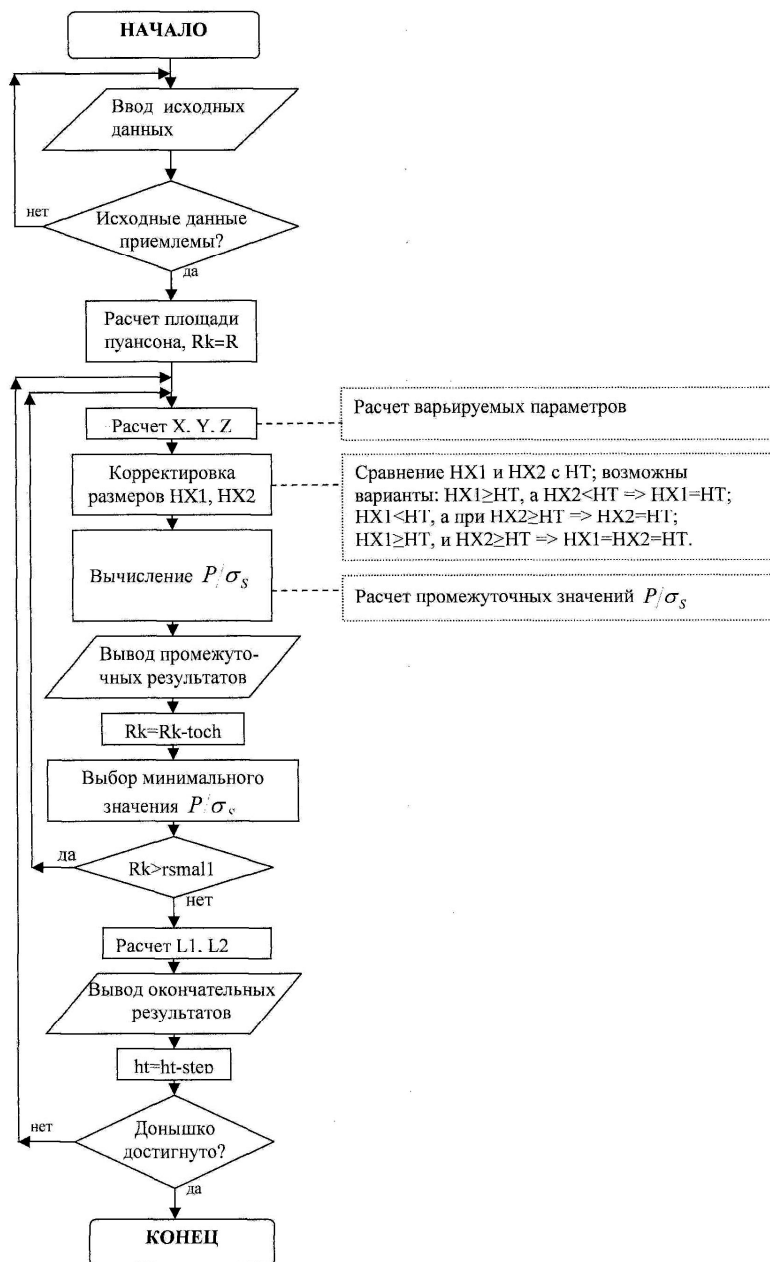 НАЧАЛО
Ввод исходных
данных
нет
Исходные данные
приемлемы?
да
Расчет площади
пуансона, Rk=R
Расчет X, Y, Z
Расчет варьируемых параметров
Корректировка
размеров HX1, HX2
Сравнение HX1 и HX2 с HT; возможны
варианты: HX1≥HT, а HX2<HT => HX1=HT;
HX1<HT, а при HX2≥HT => HX2=HT;
HX1≥HT, и HX2≥HT => HX1=HX2=HT.
Вычисление P/σS
Расчет промежуточных значений P/σS
Вывод промежуто-
чных результатов
Rk=Rk-toch
Выбор минимального
значения P/σs
да
Rk>rsmal1
нет
Расчет L1, L2
Вывод окончательных
результатов
ht=ht-step
нет
Донышко
достигнуто?
да
КОНЕЦ